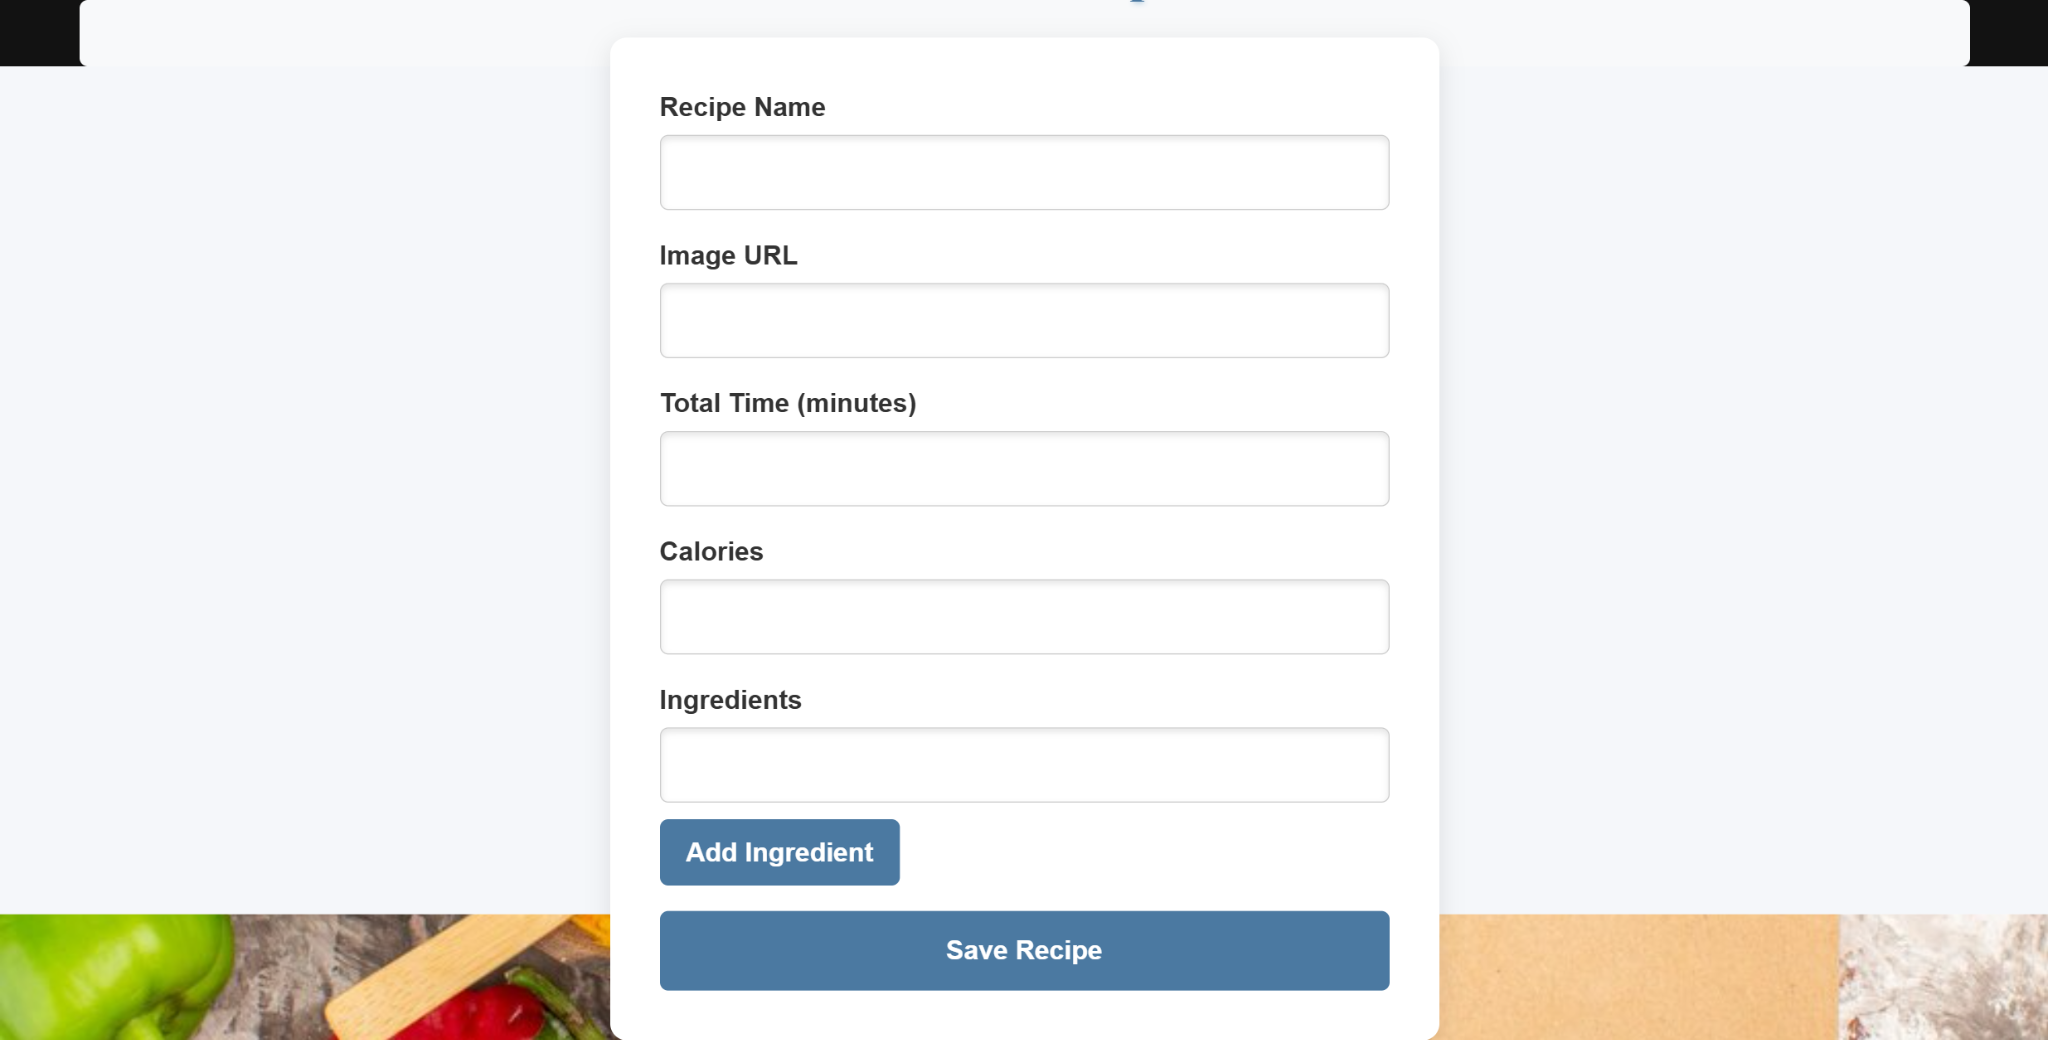 Recipe Name
Image URL
Total Time (minutes)
Calories
Ingredients
Add Ingredient
Save Recipe